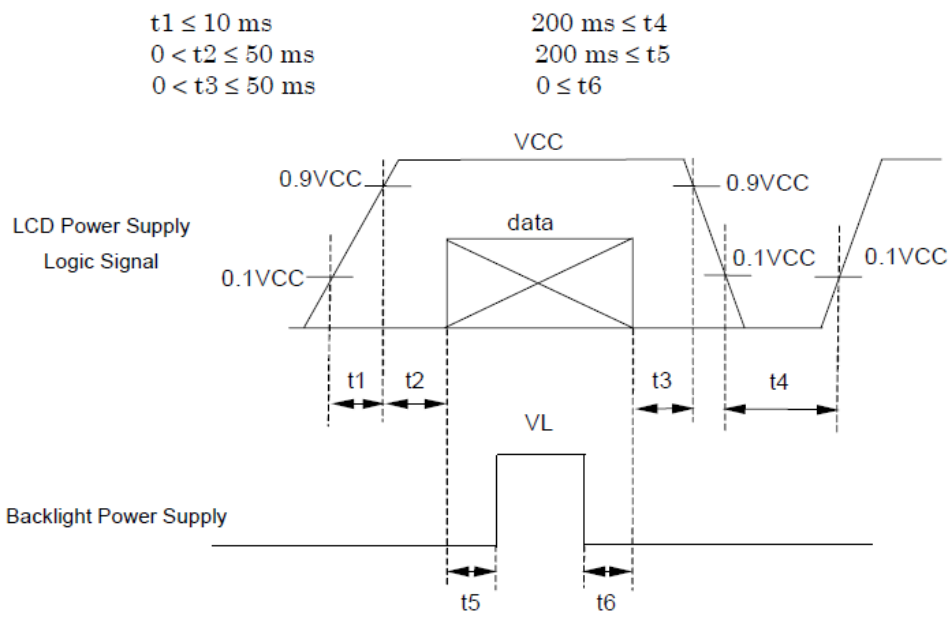 t1 ≤ 10 ms 200 ms ≤ t4
0 < t2 ≤ 50 ms 200 ms ≤ t5
0 < t3 ≤ 50 ms 0 ≤ t6
VCC
0.9VCC 0.9VCC
LCD Power Supply data
Logic Signal
0.1VCC 0.1VCC 0.1VCC
t1 t2 t3 t4
VL
Backlight Power Supply
t5 t6